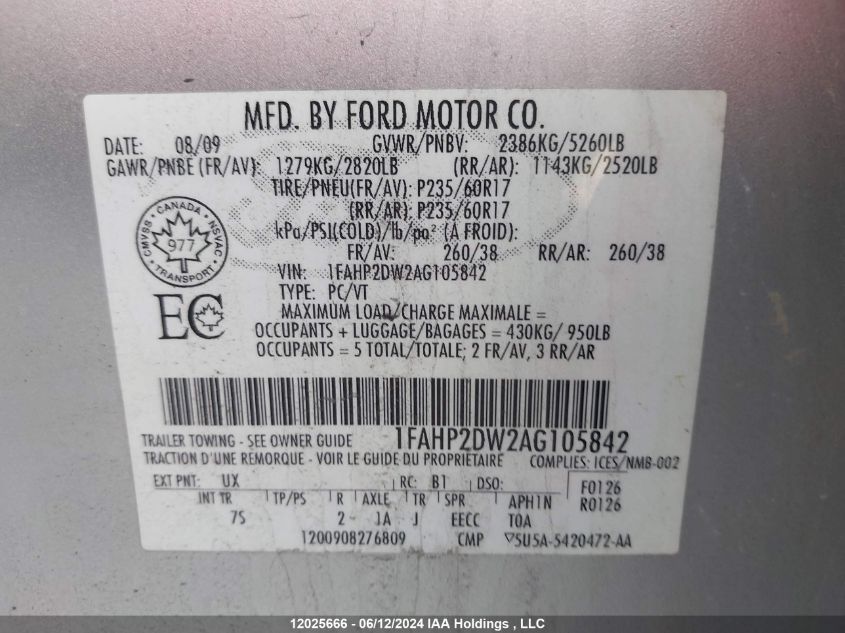 MFD. BY FORD MOTOR CO.
DATE: 08/09 GVWR/PNBV: 2386KG/5260LB
GAWR/PNBE (FR/AV): 1279KG/2820LB (RR/AR): 1143KG/2520LB
TIRE/PNEU(FR/AV): P235/60R17
(RR/AR): P235/60R17
kPa/PSI(COLD)/lb/po² (A FROID):
FR/AV: 260/38 RR/AR: 260/38
VIN: 1FAHP2DW2AG105842
TYPE: PC/VT
MAXIMUM LOAD/CHARGE MAXIMALE =
OCCUPANTS + LUGGAGE/BAGAGES = 430KG/ 950LB
OCCUPANTS = 5 TOTAL/TOTALE; 2 FR/AV, 3 RR/AR
CANADA
CMVSS 977 NSVAC
TRANSPORT
EC
TRAILER TOWING - SEE OWNER GUIDE 1FAHP2DW2AG105842
TRACTION D'UNE REMORQUE - VOIR LE GUIDE DU PROPRIETAIRE COMPLIES: ICES/NMB-002
EXT PNT: UX RC: B1 DSO: F0126
INT TR TP/PS R AXLE TR SPR APH1N R0126
7S 2 1A J EECC T0A
1200908276809 CMP ▽5U5A-5420472-AA
12025666 - 06/12/2024 IAA Holdings , LLC